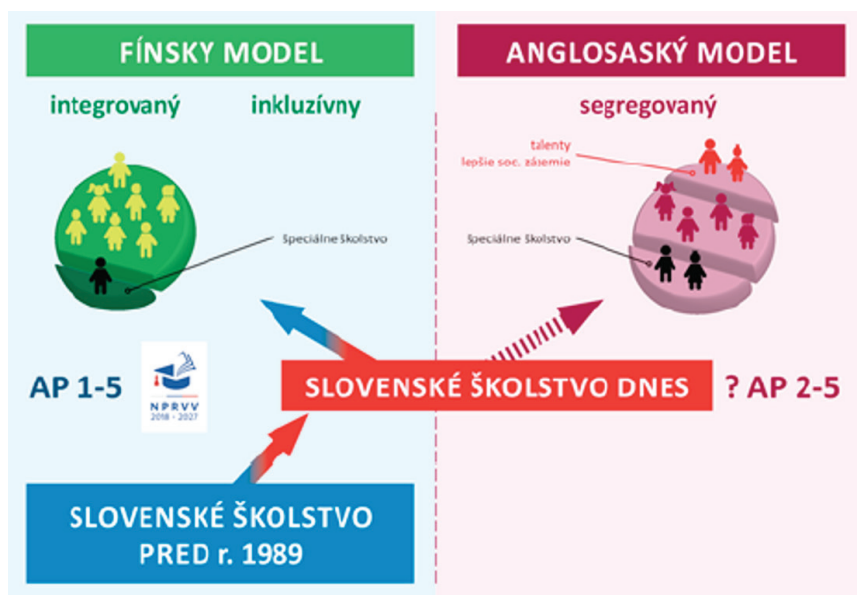 FÍNSKY MODEL
integrovaný
inkluzívny
špeciálne školstvo
ANGLOSASKÝ MODEL
segregovaný
talenty
lepšie soc. zázemie
špeciálne školstvo
AP 1-5
NPRVV
2018 - 2027
SLOVENSKÉ ŠKOLSTVO DNES
? AP 2-5
SLOVENSKÉ ŠKOLSTVO
PRED r. 1989